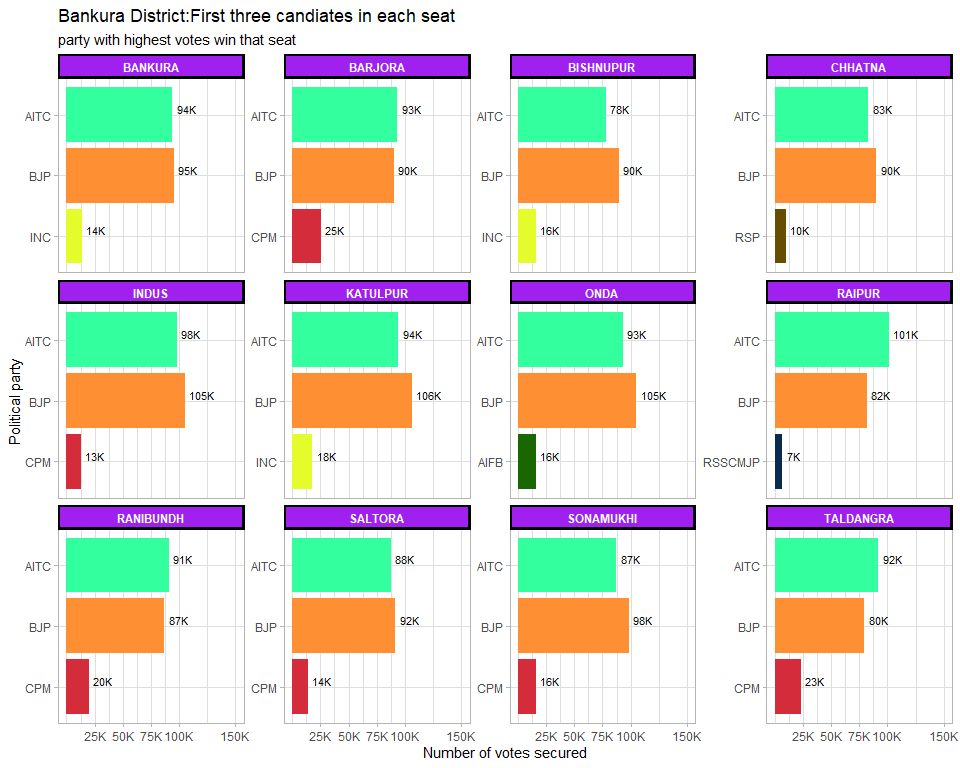 Bankura District:First three candiates in each seat
party with highest votes win that seat
BANKURA
AITC 94K
BJP 95K
INC 14K
BARJORA
AITC 93K
BJP 90K
CPM 25K
BISHNUPUR
AITC 78K
BJP 90K
INC 16K
CHHATNA
AITC 83K
BJP 90K
RSP 10K
Political party
INDUS
AITC 98K
BJP 105K
CPM 13K
KATULPUR
AITC 94K
BJP 106K
INC 18K
ONDA
AITC 93K
BJP 105K
AIFB 16K
RAIPUR
AITC 101K
BJP 82K
RSSCMJP 7K
RANIBUNDH
AITC 91K
BJP 87K
CPM 20K
25K 50K 75K 100K 150K
SALTORA
AITC 88K
BJP 92K
CPM 14K
25K 50K 75K 100K 150K
SONAMUKHI
AITC 87K
BJP 98K
CPM 16K
25K 50K 75K 100K 150K
TALDANGRA
AITC 92K
BJP 80K
CPM 23K
25K 50K 75K 100K 150K
Number of votes secured